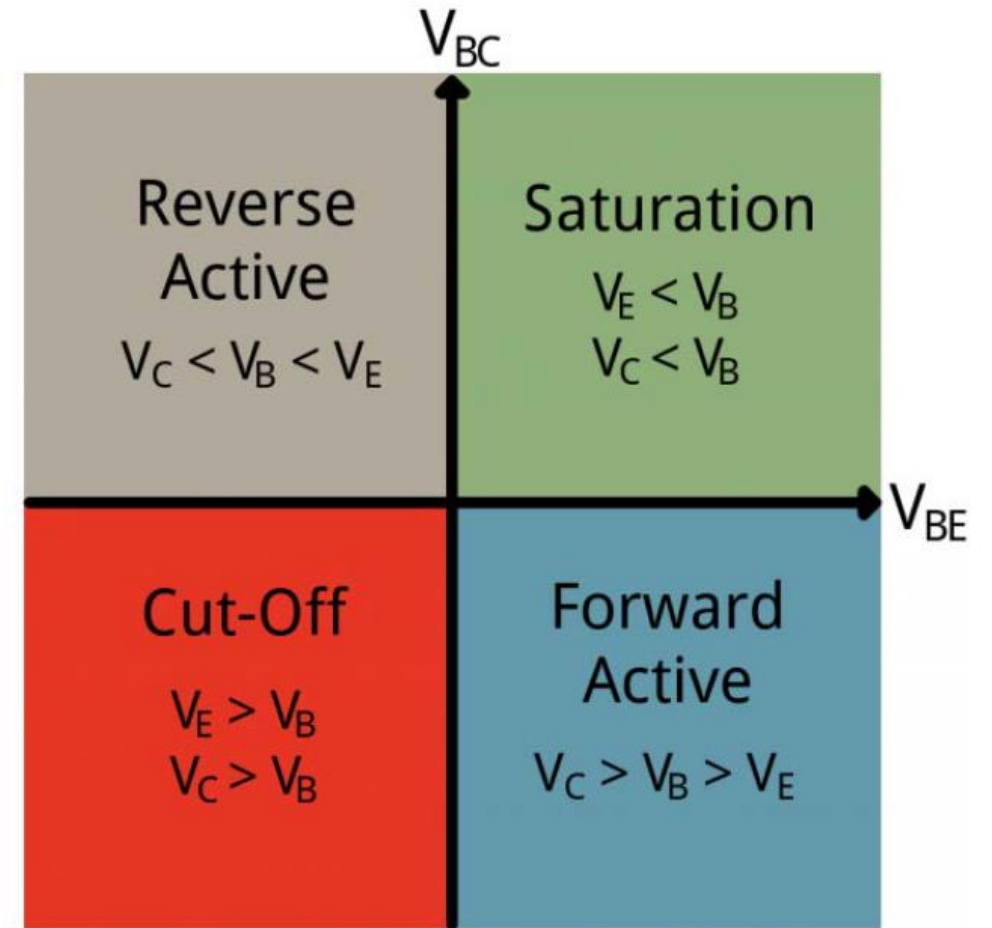 V_BC
Reverse
Active
V_C < V_B < V_E
Saturation
V_E < V_B
V_C < V_B
V_BE
Cut-Off
V_E > V_B
V_C > V_B
Forward
Active
V_C > V_B > V_E